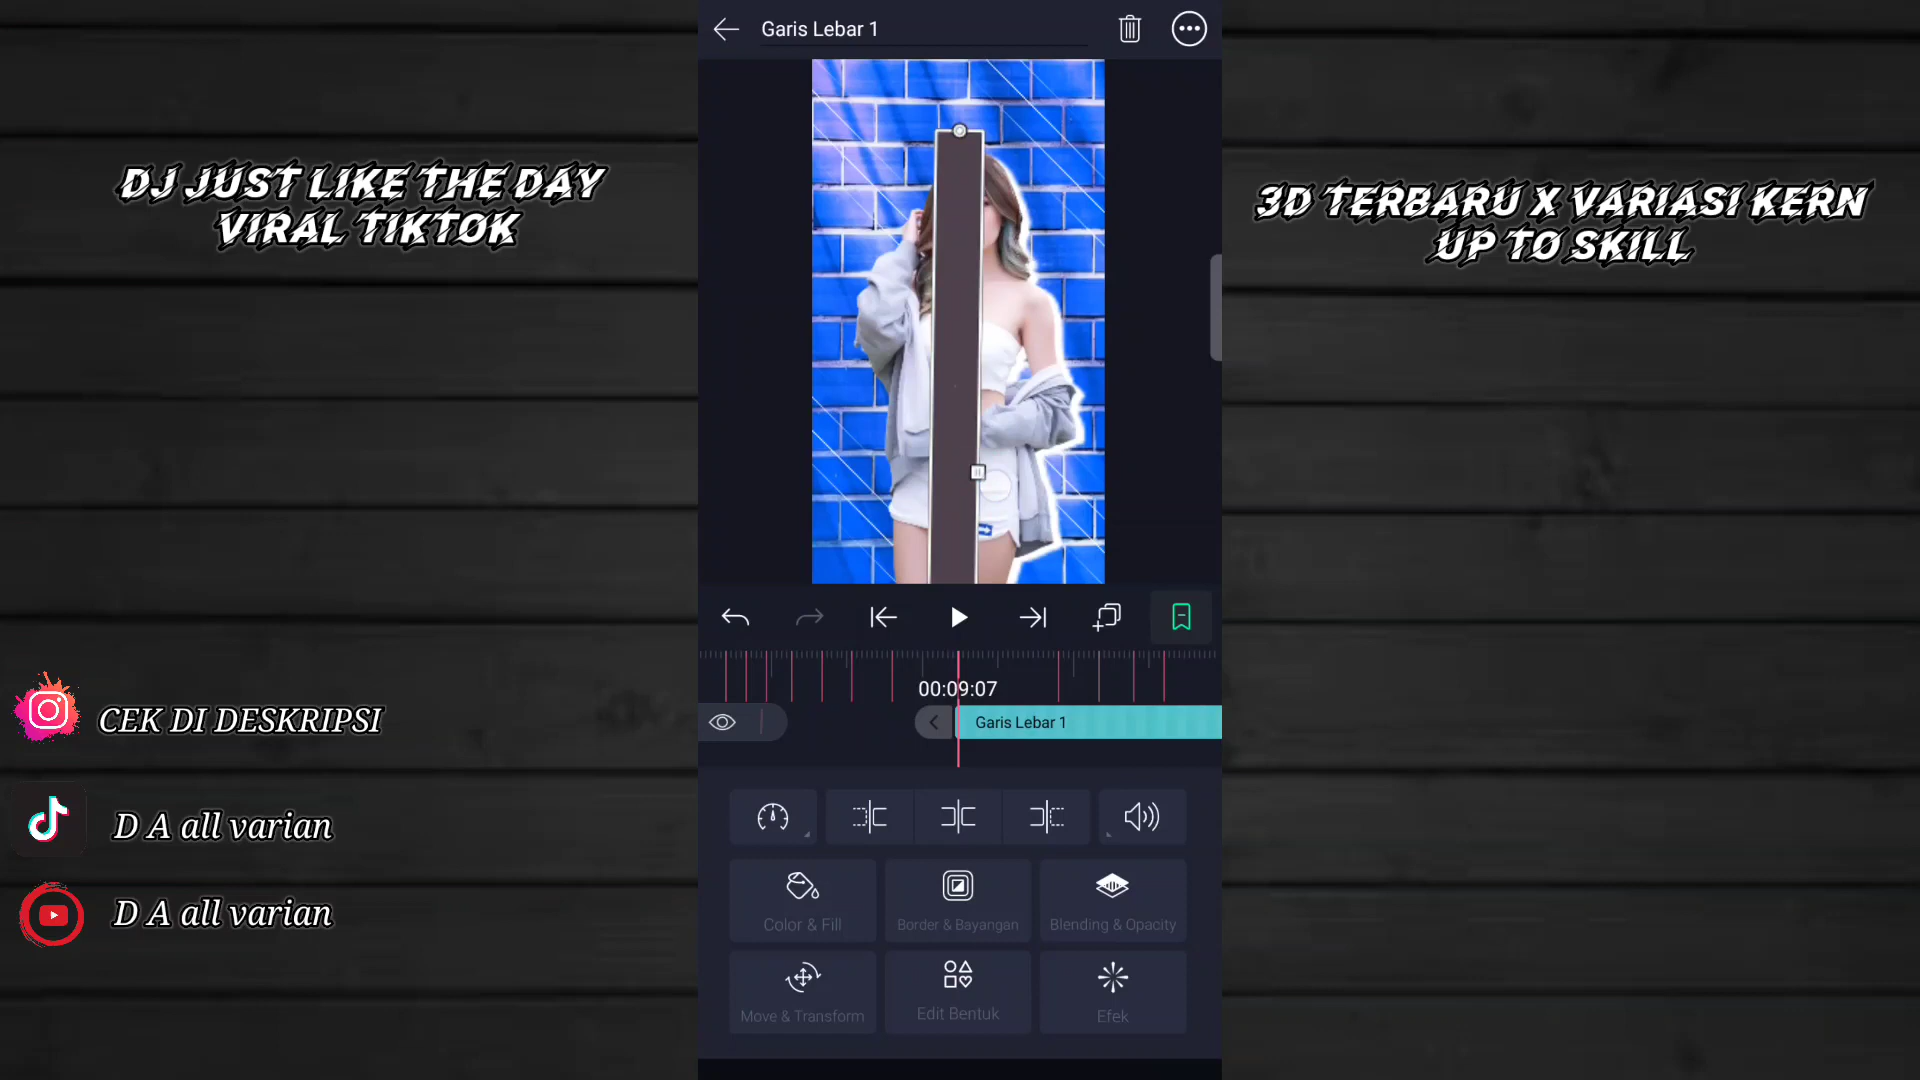 Garis Lebar 1
DJ JUST LIKE THE DAY
VIRAL TIKTOK
3D TERBARU X VARIASI KERN
UP TO SKILL
00:09:07
Garis Lebar 1
CEK DI DESKRIPSI
D A all varian
D A all varian
Color & Fill
Border & Bayangan
Blending & Opacity
Move & Transform
Edit Bentuk
Efek